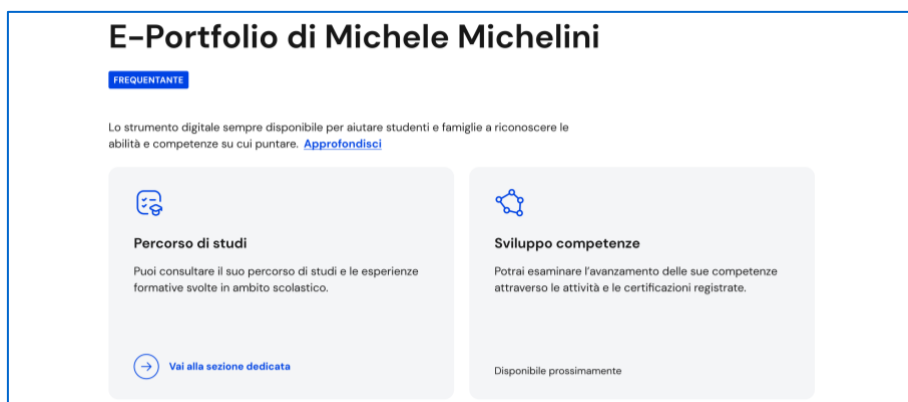 E-Portfolio di Michele Michelini
FREQUENTANTE
Lo strumento digitale sempre disponibile per aiutare studenti e famiglie a riconoscere le
abilità e competenze su cui puntare. Approfondisci
Percorso di studi
Puoi consultare il suo percorso di studi e le esperienze
formative svolte in ambito scolastico.
Vai alla sezione dedicata
Sviluppo competenze
Potrai esaminare l'avanzamento delle sue competenze
attraverso le attività e le certificazioni registrate.
Disponibile prossimamente